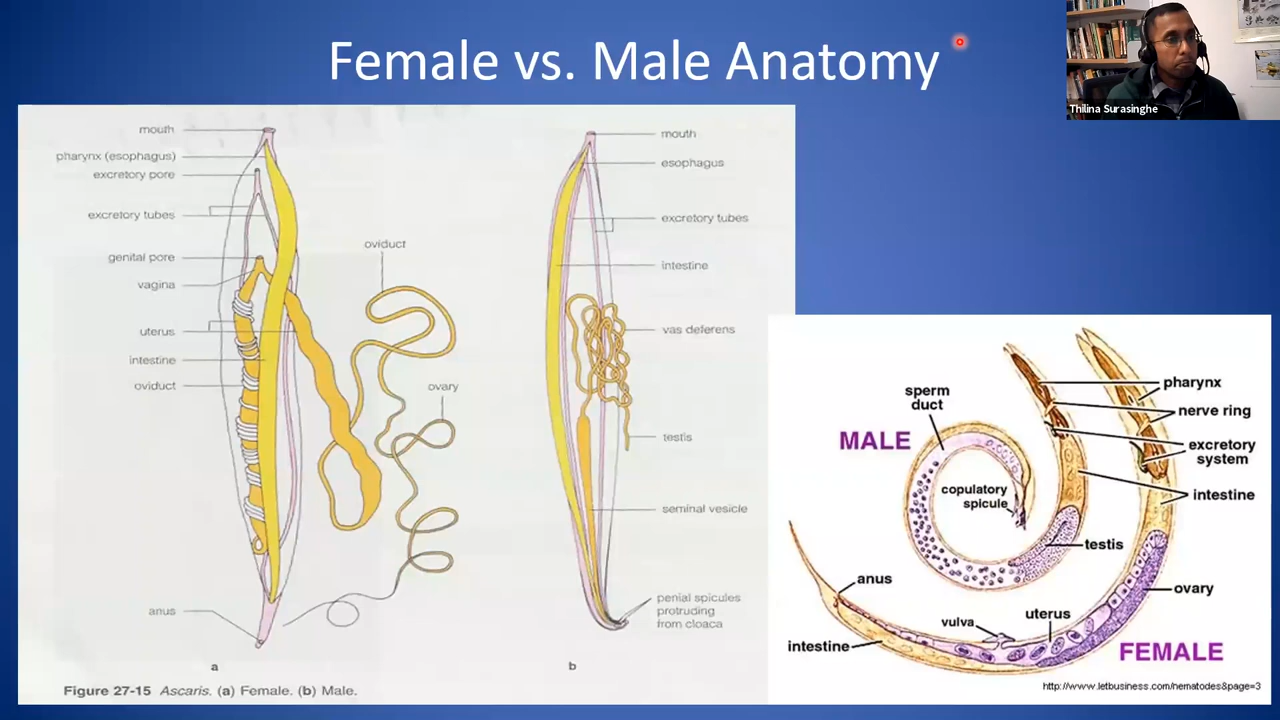 Female vs. Male Anatomy
Thilina Surasinghe
mouth
pharynx (esophagus)
excretory pore
excretory tubes
genital pore
vagina
uterus
intestine
oviduct
anus
oviduct
ovary
a
mouth
esophagus
excretory tubes
intestine
vas deferens
testis
seminal vesicle
penial spicules
protruding
from cloaca
b
Figure 27-15 Ascaris. (a) Female. (b) Male.
sperm
duct
MALE
copulatory
spicule
pharynx
nerve ring
excretory
system
intestine
testis
ovary
anus
vulva
uterus
intestine
FEMALE
http://www.letbusiness.com/nematodes&page=3